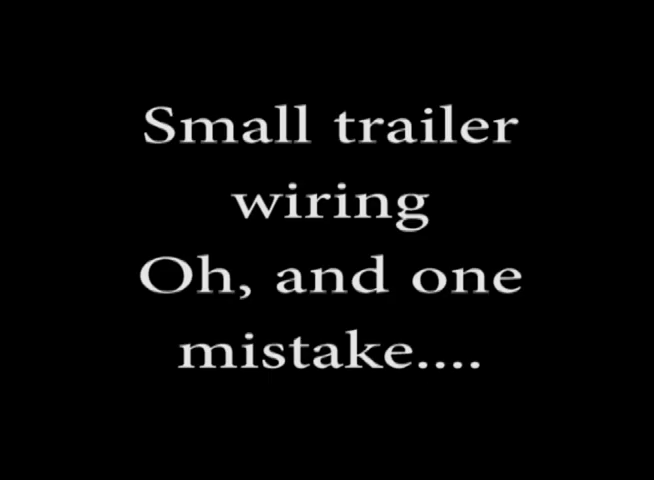 Small trailer
wiring
Oh, and one
mistake....